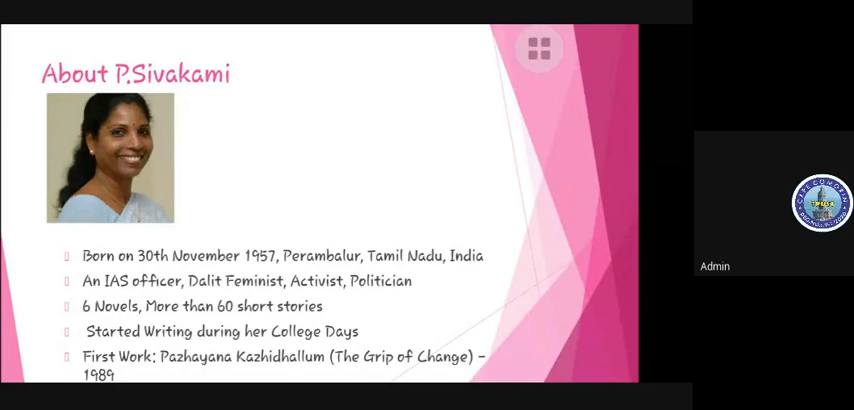 About P.Sivakami
Born on 30th November 1957, Perambalur, Tamil Nadu, India
An IAS officer, Dalit Feminist, Activist, Politician
6 Novels, More than 60 short stories
Started Writing during her College Days
First Work: Pazhayana Kazhidhallum (The Grip of Change) –
1989
CAPE COMORIN
Admin